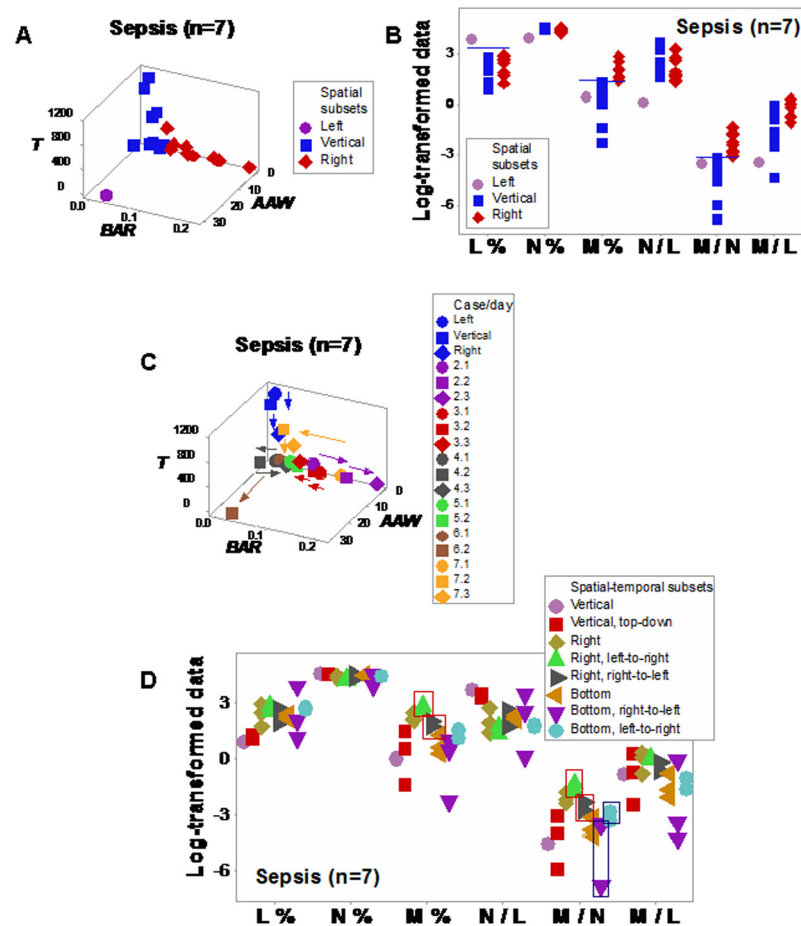 A
Sepsis (n=7)
1200
800
T
400
0
0.0
0.1
BAR
0.2
30
20
10
0
AAW
Spatial
subsets
Left
Vertical
Right
B
Sepsis (n=7)
Log-transformed data
3
0
-3
-6
Spatial
subsets
Left
Vertical
Right
L % N % M % N / L M / N M / L
C
Sepsis (n=7)
1200
800
T
400
0
0.0
0.1
BAR
0.2
30
20
10
0
AAW
Case/day
Left
Vertical
Right
2.1
2.2
2.3
3.1
3.2
3.3
4.1
4.2
4.3
5.1
5.2
6.1
6.2
7.1
7.2
7.3
D
Log-transformed data
3
0
-3
-6
Sepsis (n=7)
Spatial-temporal subsets
Vertical
Vertical, top-down
Right
Right, left-to-right
Right, right-to-left
Bottom
Bottom, right-to-left
Bottom, left-to-right
L % N % M % N / L M / N M / L